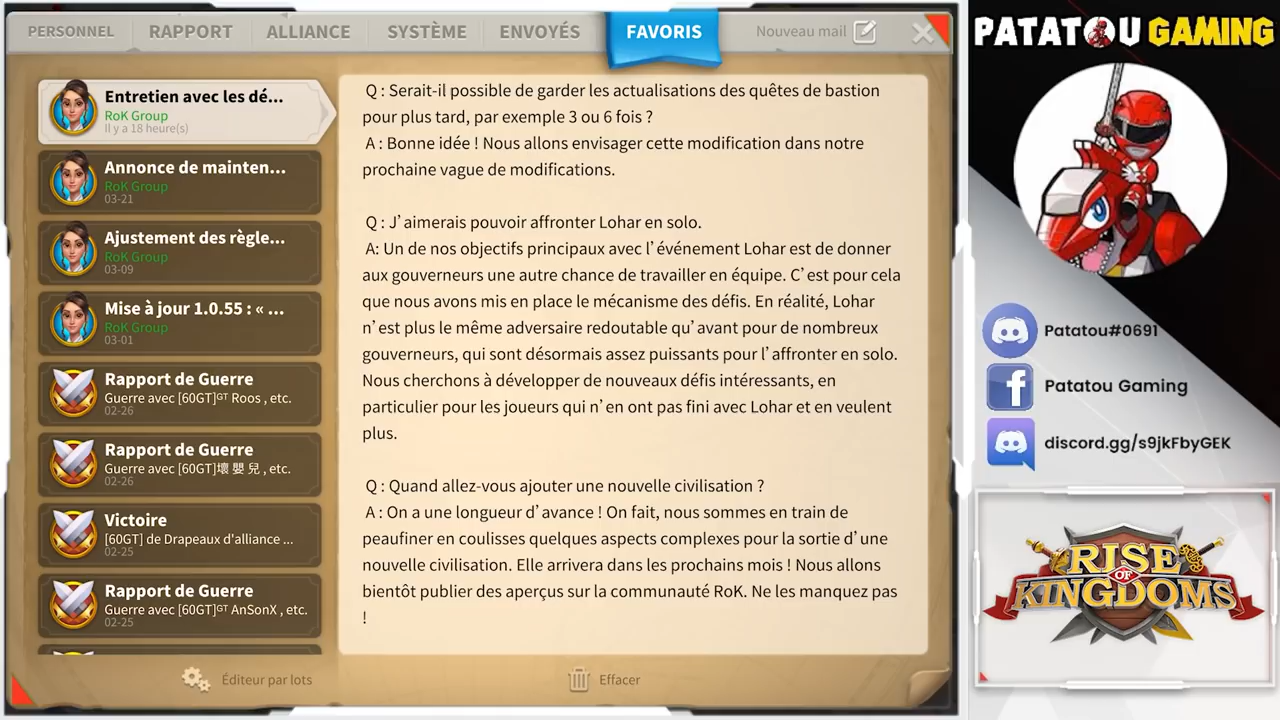 PERSONNEL
RAPPORT
ALLIANCE
SYSTÈME
ENVOYÉS
FAVORIS
Nouveau mail
Entretien avec les dé...
RoK Group
Il y a 18 heure(s)
Annonce de mainten...
RoK Group
03-21
Ajustement des règle...
RoK Group
03-09
Mise à jour 1.0.55 : « ...
RoK Group
03-01
Rapport de Guerre
Guerre avec [60GT]ᴳᵀ Roos , etc.
02-26
Rapport de Guerre
Guerre avec [60GT]壞 嬰 兒 , etc.
02-26
Victoire
[60GT] de Drapeaux d'alliance ...
02-25
Rapport de Guerre
Guerre avec [60GT]ᴳᵀ AnSonX , etc.
02-25
Q : Serait-il possible de garder les actualisations des quêtes de bastion
pour plus tard, par exemple 3 ou 6 fois ?
A : Bonne idée ! Nous allons envisager cette modification dans notre
prochaine vague de modifications.
Q : J’aimerais pouvoir affronter Lohar en solo.
A: Un de nos objectifs principaux avec l’événement Lohar est de donner
aux gouverneurs une autre chance de travailler en équipe. C’est pour cela
que nous avons mis en place le mécanisme des défis. En réalité, Lohar
n’est plus le même adversaire redoutable qu’avant pour de nombreux
gouverneurs, qui sont désormais assez puissants pour l’affronter en solo.
Nous cherchons à développer de nouveaux défis intéressants, en
particulier pour les joueurs qui n’en ont pas fini avec Lohar et en veulent
plus.
Q : Quand allez-vous ajouter une nouvelle civilisation ?
A : On a une longueur d’avance ! On fait, nous sommes en train de
peaufiner en coulisses quelques aspects complexes pour la sortie d’une
nouvelle civilisation. Elle arrivera dans les prochains mois ! Nous allons
bientôt publier des aperçus sur la communauté RoK. Ne les manquez pas
!
Éditeur par lots
Effacer
PATATOU GAMING
Patatou#0691
Patatou Gaming
discord.gg/s9jkFbyGEK
RISE
OF
KINGDOMS